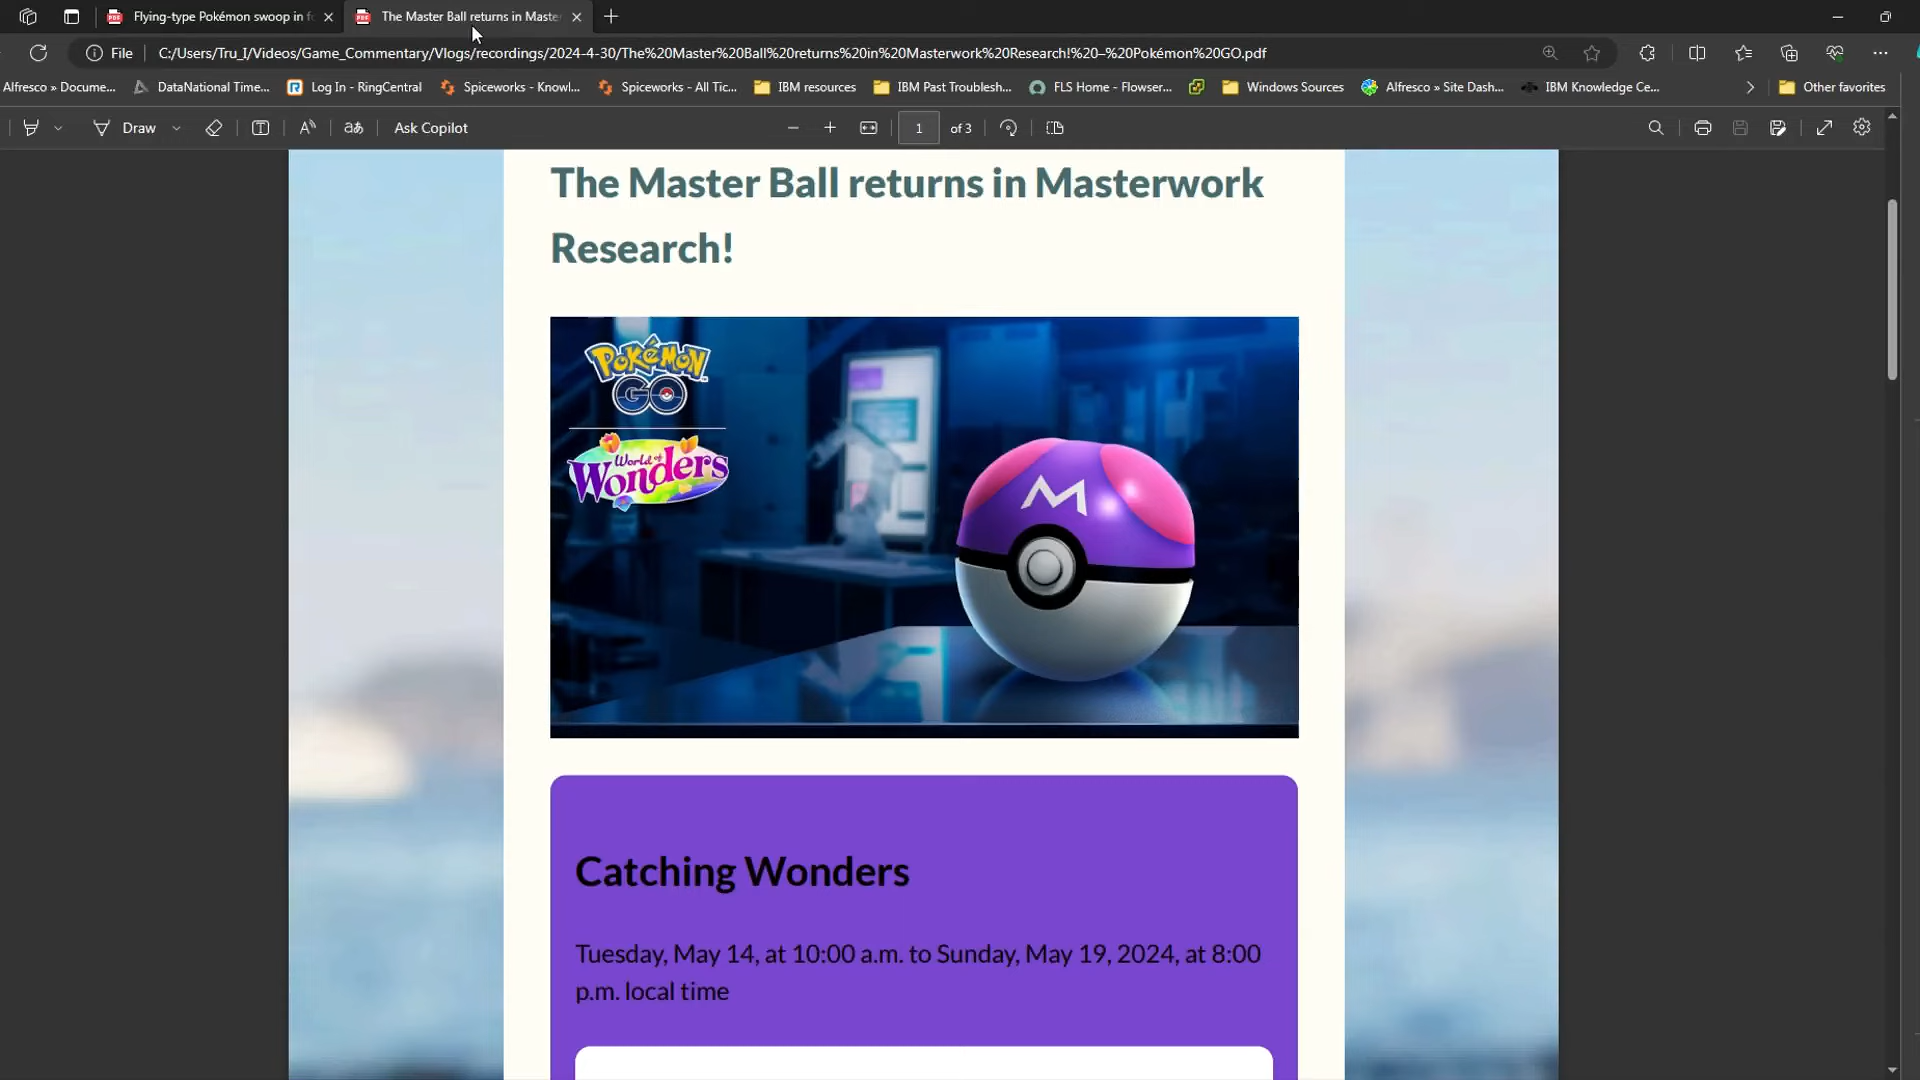 Flying-type Pokémon swoop in f
The Master Ball returns in Maste
File
C:/Users/Tru_I/Videos/Game_Commentary/Vlogs/recordings/2024-4-30/The%20Master%20Ball%20returns%20in%20Masterwork%20Research!%20–%20Pokémon%20GO.pdf
Alfresco » Docume...
DataNational Time...
Log In - RingCentral
Spiceworks - Knowl...
Spiceworks - All Tic...
IBM resources
IBM Past Troublesh...
FLS Home - Flowser...
Windows Sources
Alfresco » Site Dash...
IBM Knowledge Ce...
Other favorites
Draw
aあ
Ask Copilot
1
of 3
The Master Ball returns in Masterwork
Research!
POKÉMON
GO
World of
Wonders
M
Catching Wonders
Tuesday, May 14, at 10:00 a.m. to Sunday, May 19, 2024, at 8:00
p.m. local time